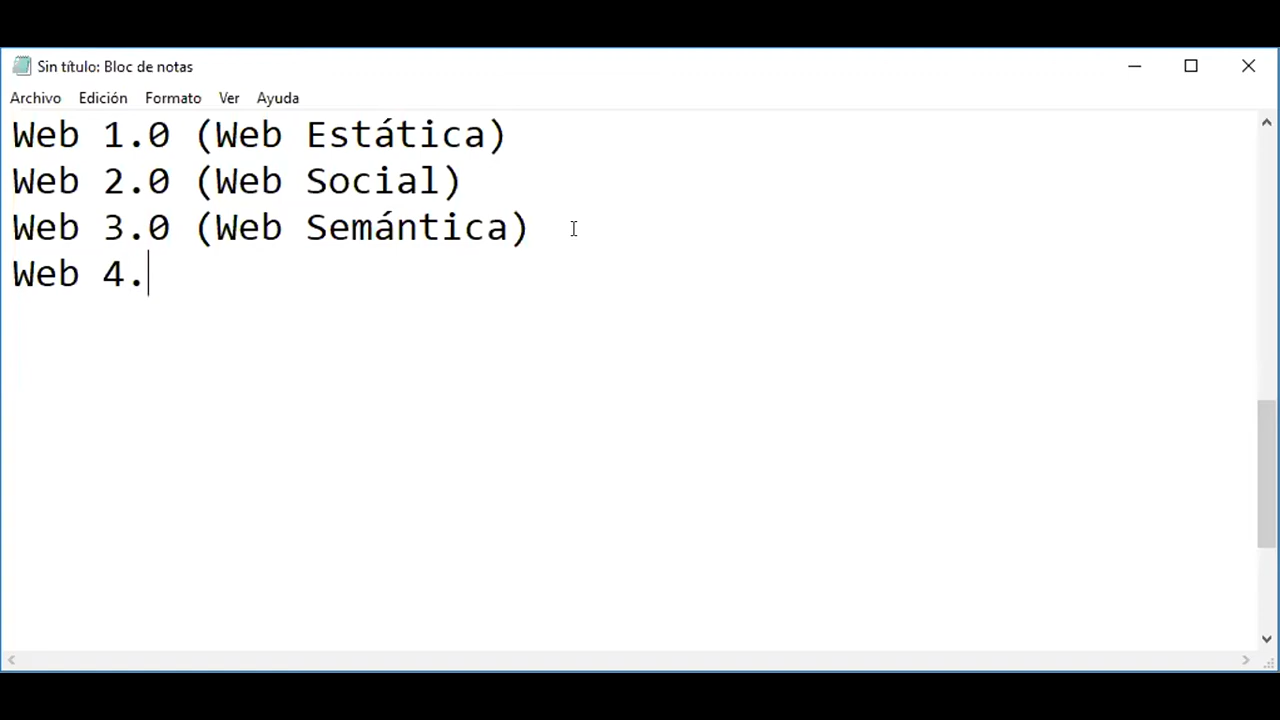 Sin título: Bloc de notas
Archivo Edición Formato Ver Ayuda
Web 1.0 (Web Estática)
Web 2.0 (Web Social)
Web 3.0 (Web Semántica)
Web 4.